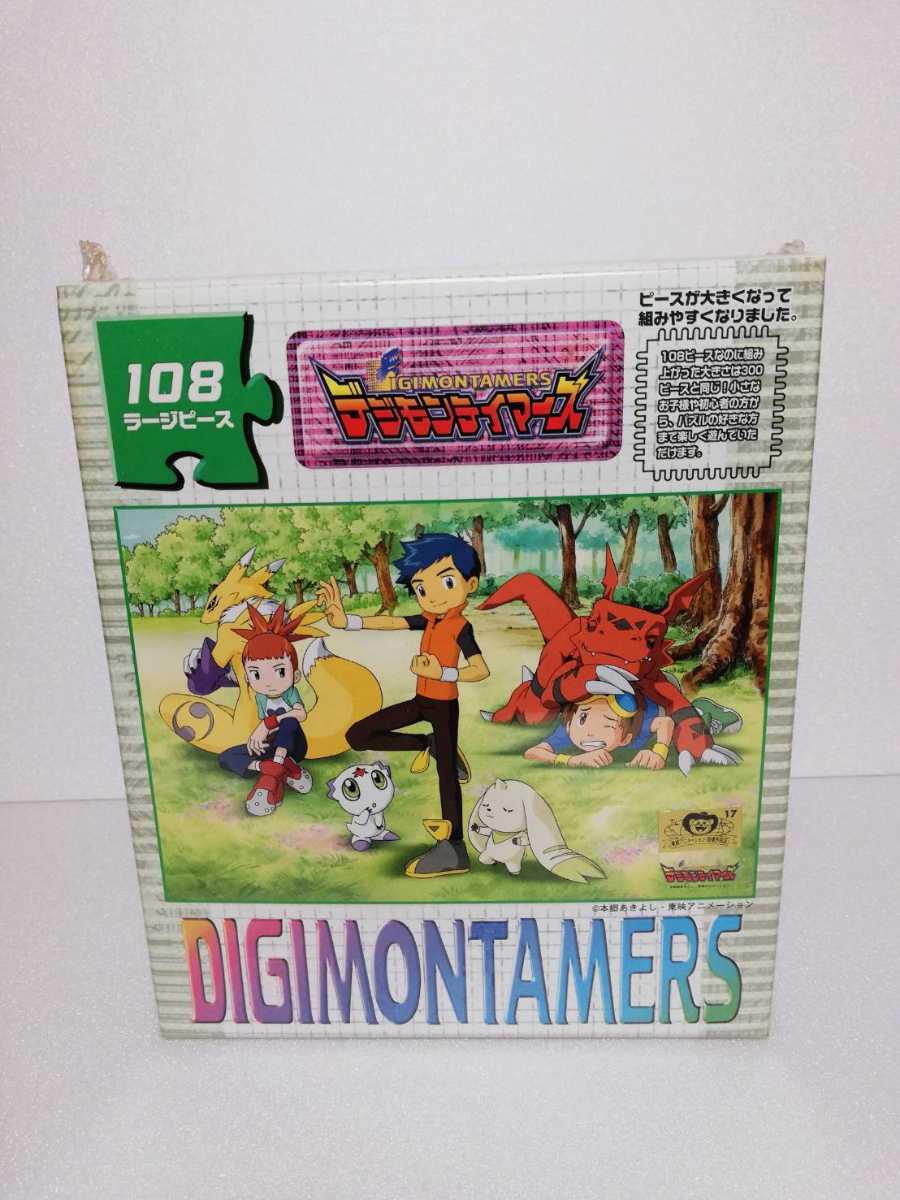 108
ラージピース
DIGIMONTAMERS
デジモンテイマーズ
ピースが大きくなって
組みやすくなりました。
108ピースなのに組み
上がった大きさは300
ピースと同じ!小さな
お子様や初心者の方か
ら、パズルの好きな方
まで楽しく遊んでいた
だけます。
17
デジモンテイマーズ
©本郷あきよし・東映アニメーション
DIGIMONTAMERS